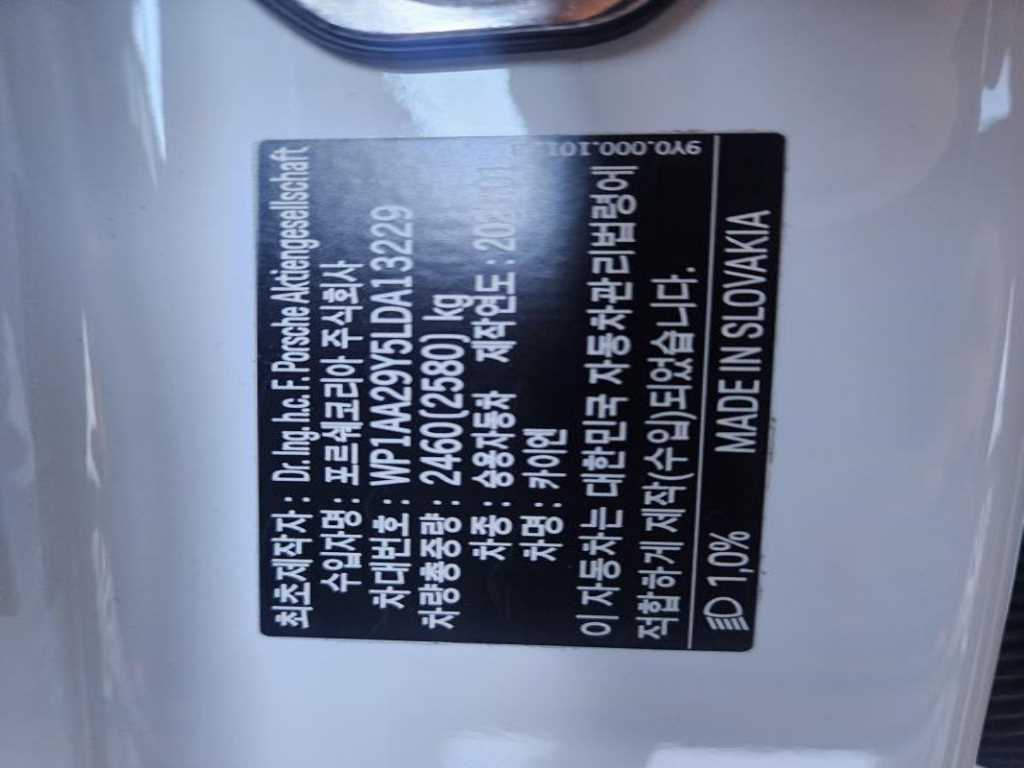 최초제작자 : Dr. Ing. h.c. F. Porsche Aktiengesellschaft
수입자명 : 포르쉐코리아 주식회사
차대번호 : WP1AA29Y5LDA13229
차량총중량 : 2460(2580) kg
차종 : 승용자동차 제작연도 :
차명 : 카이엔
이 자동차는 대한민국 자동차관리법령에
적합하게 제작(수입)되었습니다.
1,0% MADE IN SLOVAKIA